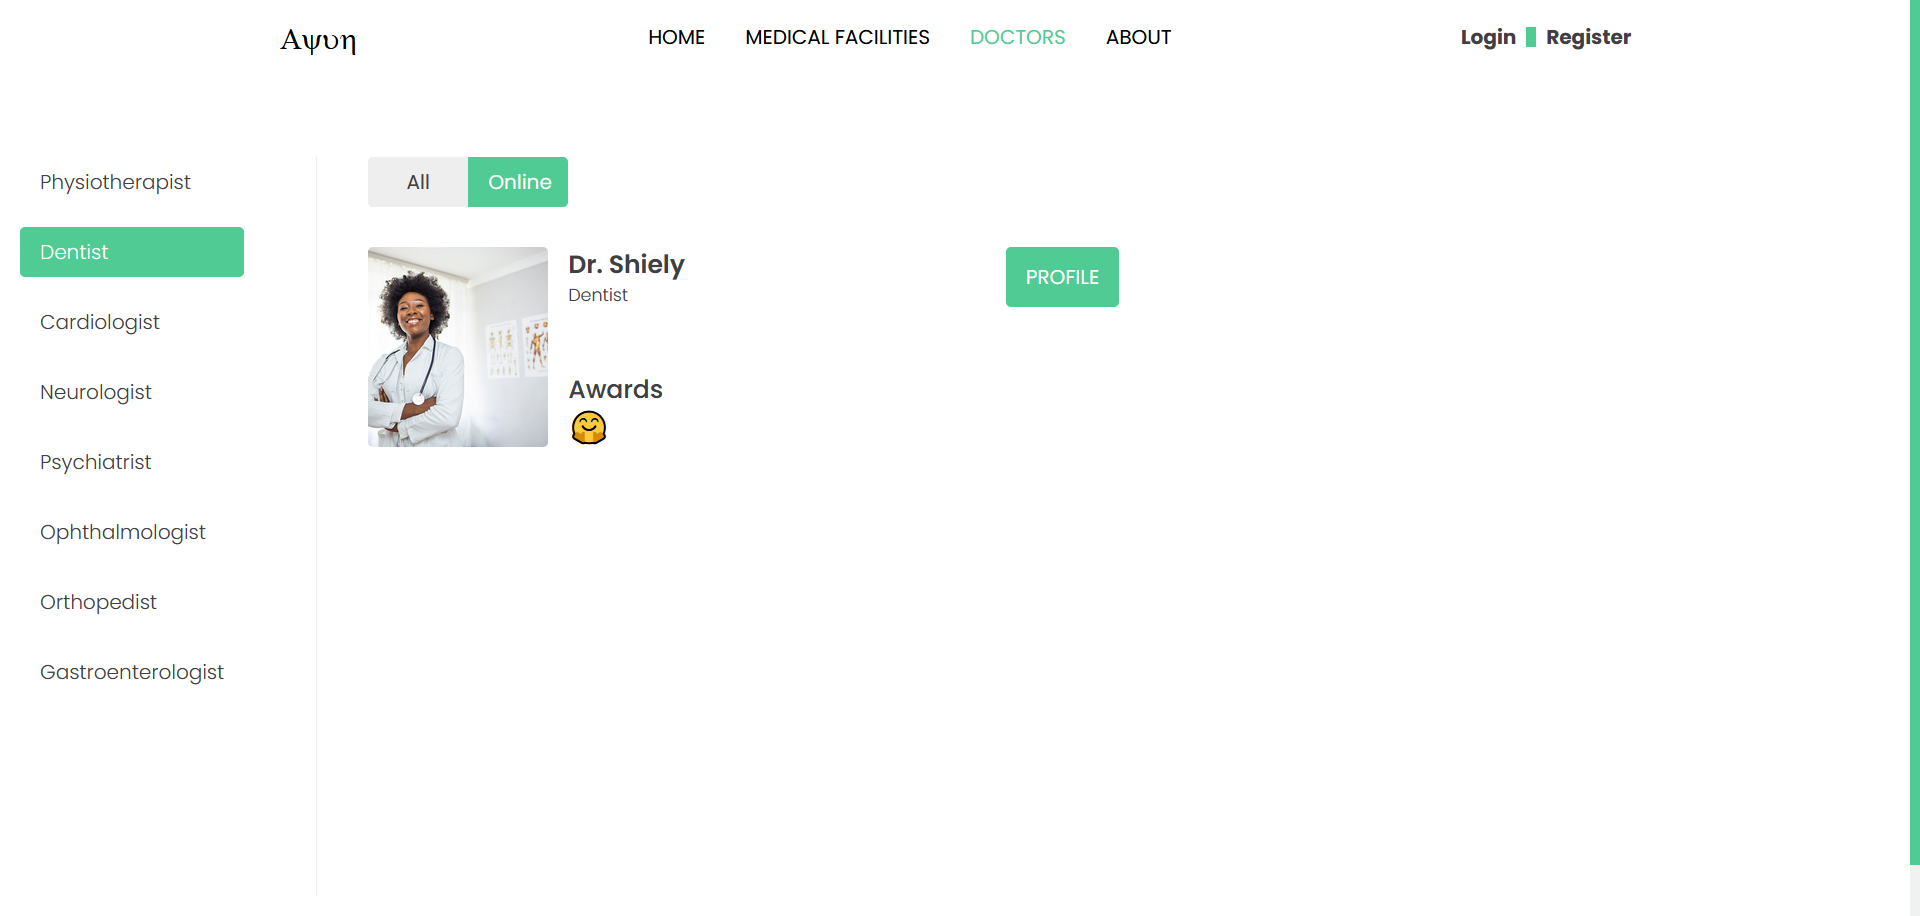 Αψυη
HOME
MEDICAL FACILITIES
DOCTORS
ABOUT
Login
Register
Physiotherapist
Dentist
Cardiologist
Neurologist
Psychiatrist
Ophthalmologist
Orthopedist
Gastroenterologist
All
Online
Dr. Shiely
Dentist
PROFILE
Awards